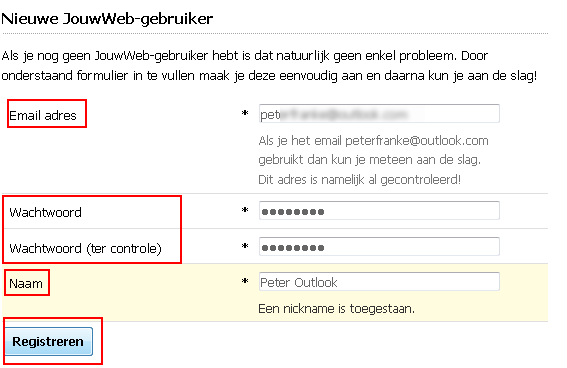 Nieuwe JouwWeb-gebruiker
Als je nog geen JouwWeb-gebruiker hebt is dat natuurlijk geen enkel probleem. Door
onderstaand formulier in te vullen maak je deze eenvoudig aan en daarna kun je aan de slag!
Email adres * pet
Als je het email peterfranke@outlook.com
gebruikt dan kun je meteen aan de slag.
Dit adres is namelijk al gecontroleerd!
Wachtwoord * ●●●●●●●●
Wachtwoord (ter controle) * ●●●●●●●●
Naam * Peter Outlook
Een nickname is toegestaan.
Registreren